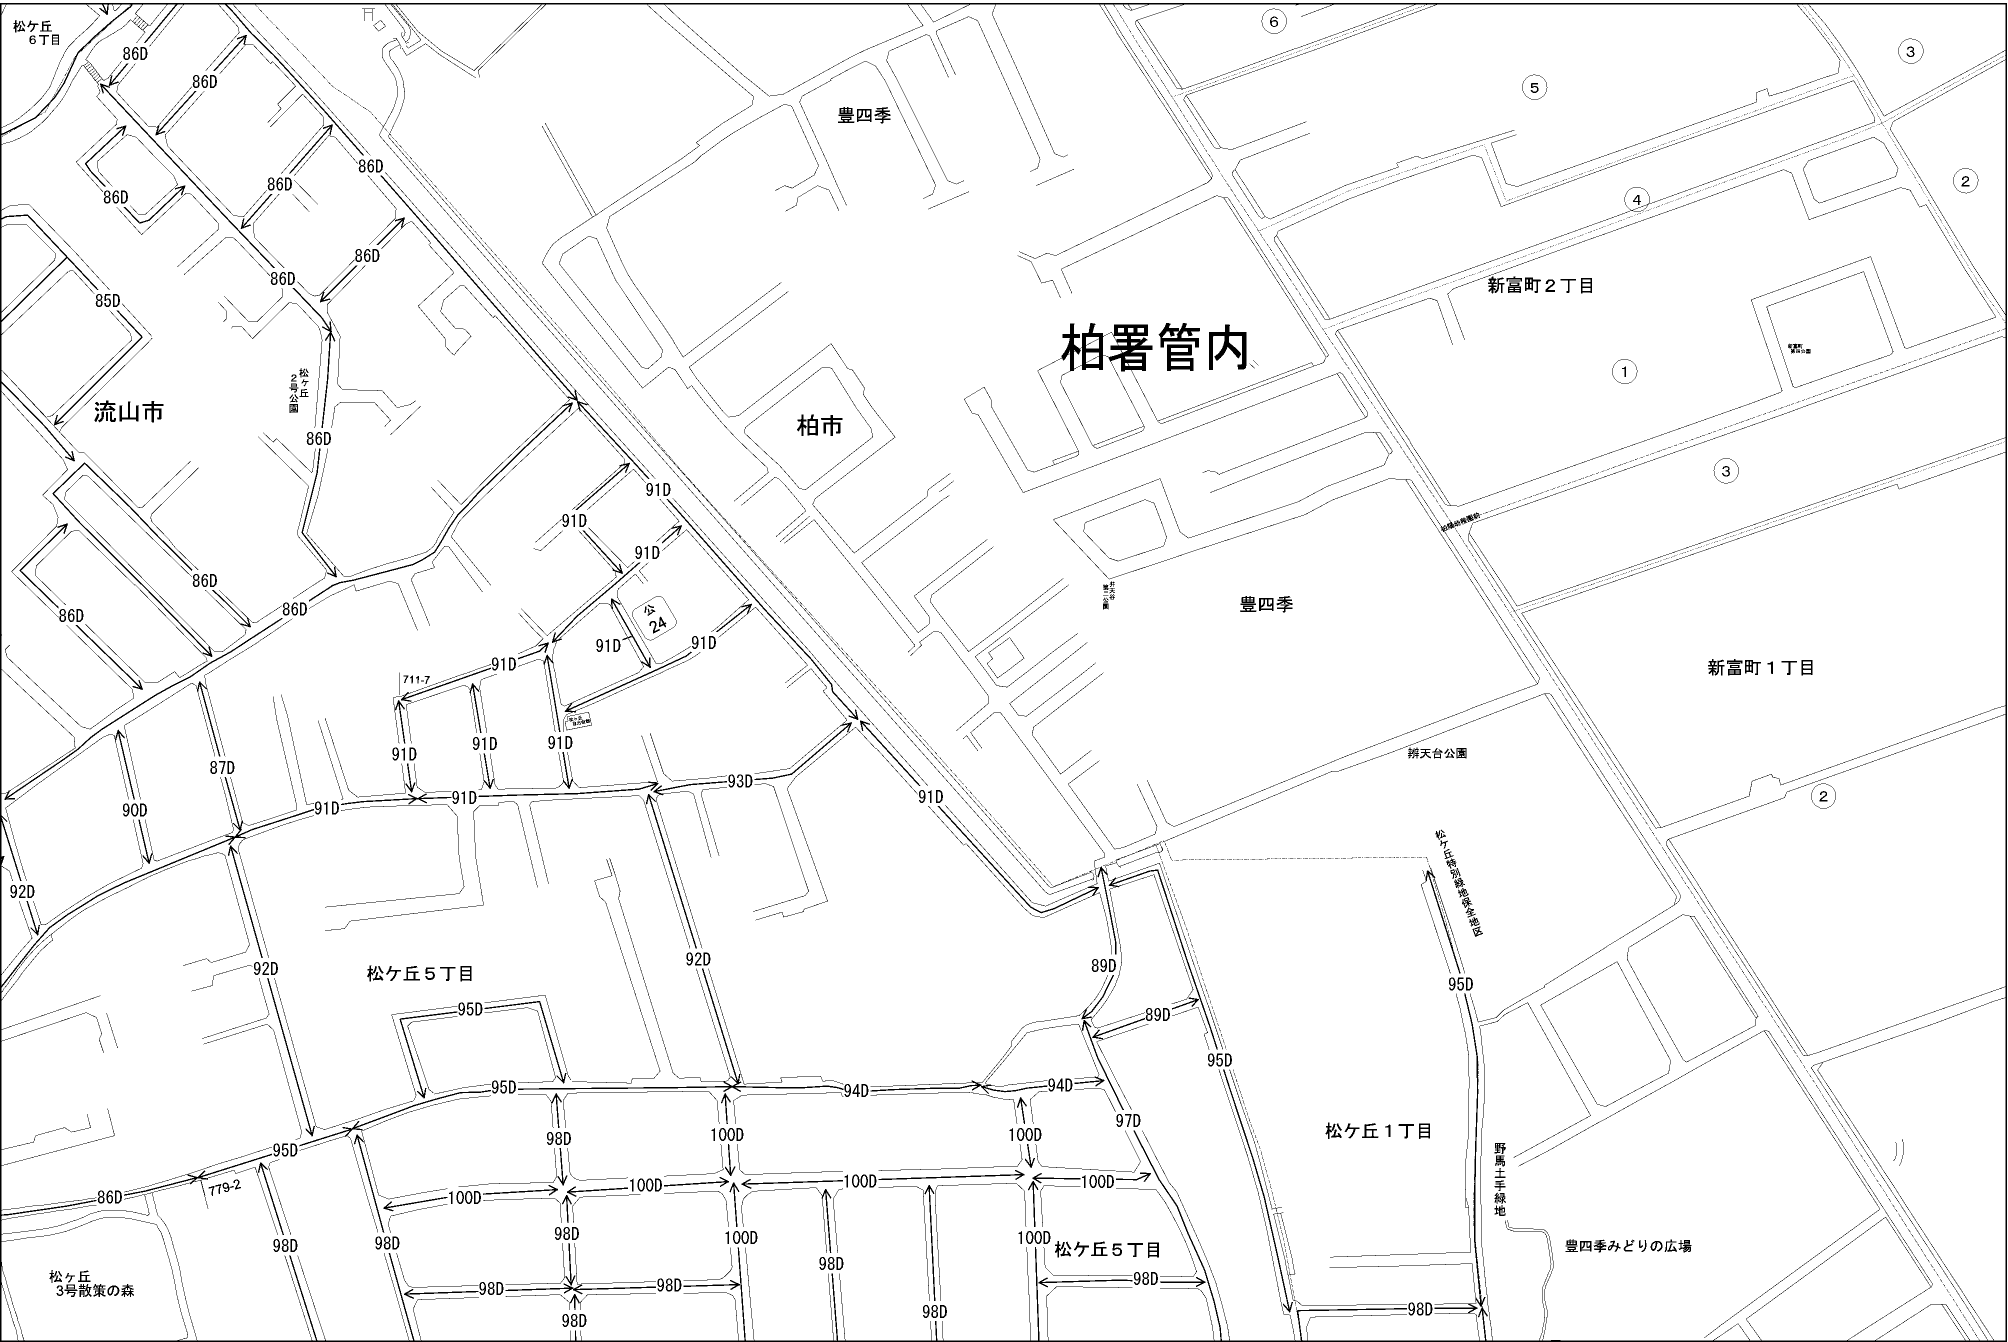 松ケ丘
6丁目
⑥
③
86D
86D
⑤
豊四季
86D
②
86D
86D
④
86D
86D
新富町2丁目
85D
柏署管内
①
松ヶ丘
2号公園
流山市
柏市
86D
③
91D
91D
91D
86D
86D
86D
豊四季
公
24
91D
91D
91D
新富町1丁目
711-7
91D
91D
91D
辨天台公園
87D
93D
90D
91D
91D
91D
②
松ケ丘特別緑地保全地区
92D
92D
松ケ丘5丁目
92D
89D
95D
95D
89D
95D
95D
94D
94D
97D
98D
100D
100D
松ケ丘1丁目
95D
野馬土手緑地
779-2
86D
100D
100D
100D
100D
98D
98D
98D
100D
98D
100D
松ケ丘5丁目
豊四季みどりの広場
松ヶ丘
3号散策の森
98D
98D
98D
98D
98D
98D
98D